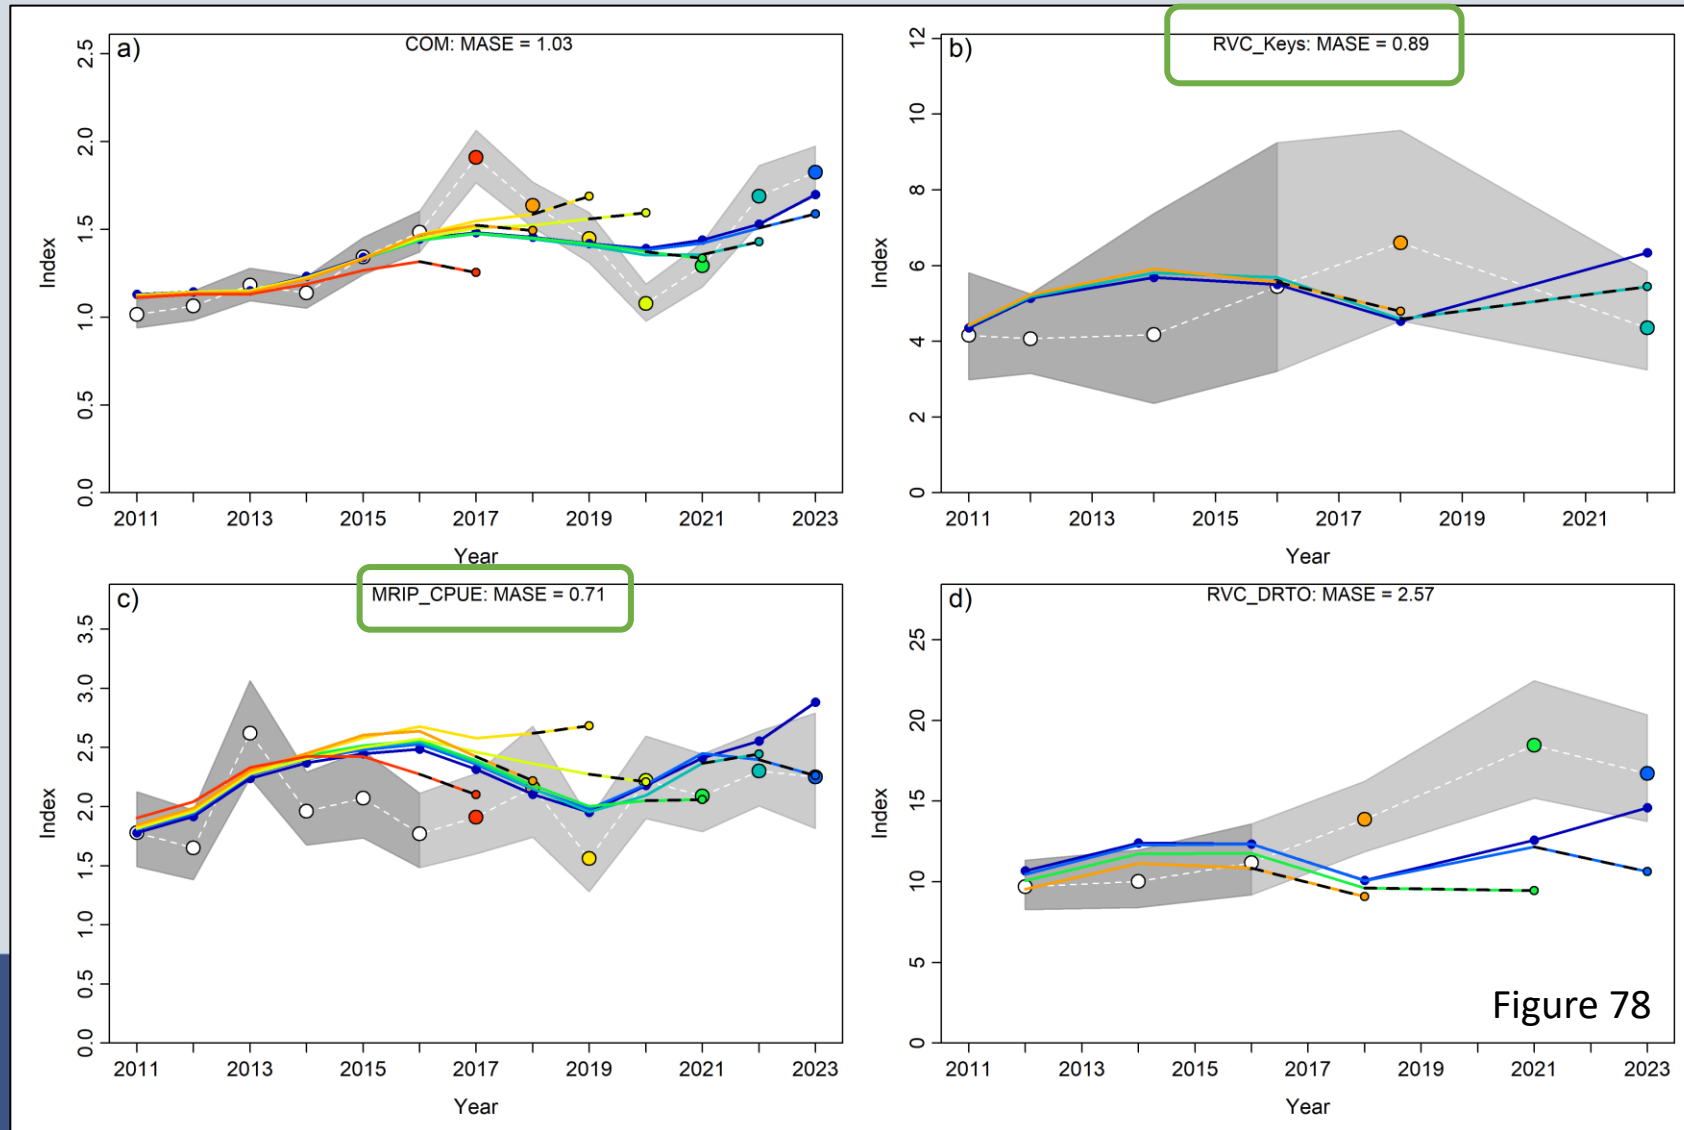 a)
COM: MASE = 1.03
2.5
2.0
1.5
1.0
0.5
0.0
Index
2011 2013 2015 2017 2019 2021 2023
Year
b)
RVC_Keys: MASE = 0.89
12
10
8
6
4
2
0
Index
2011 2013 2015 2017 2019 2021
Year
c)
MRIP_CPUE: MASE = 0.71
3.5
3.0
2.5
2.0
1.5
1.0
0.5
0.0
Index
2011 2013 2015 2017 2019 2021 2023
Year
d)
RVC_DRTO: MASE = 2.57
25
20
15
10
5
0
Index
2011 2013 2015 2017 2019 2021 2023
Year
Figure 78